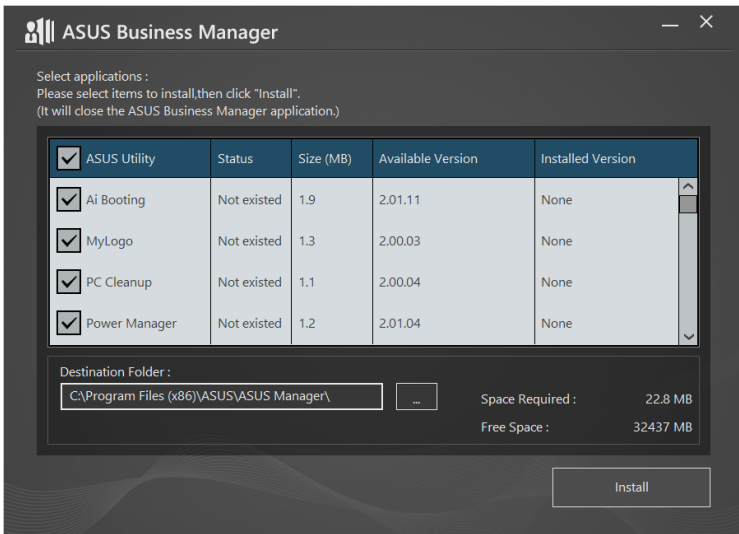 ASUS Business Manager
Select applications :
Please select items to install,then click "Install".
(It will close the ASUS Business Manager application.)
ASUS Utility Status Size (MB) Available Version Installed Version
Ai Booting Not existed 1.9 2.01.11 None
MyLogo Not existed 1.3 2.00.03 None
PC Cleanup Not existed 1.1 2.00.04 None
Power Manager Not existed 1.2 2.01.04 None
Destination Folder :
C:\Program Files (x86)\ASUS\ASUS Manager\ ... Space Required : 22.8 MB
Free Space : 32437 MB
Install